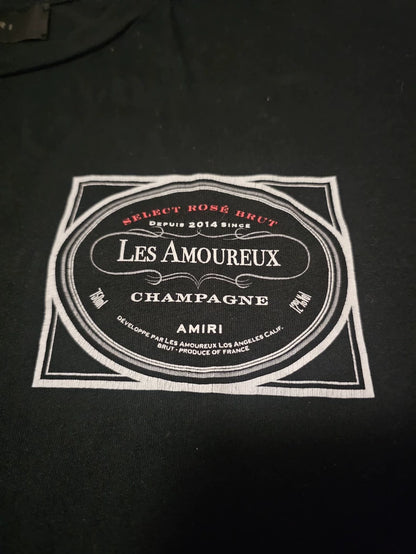 SELECT ROSÉ BRUT
DEPUIS 2014 SINCE
LES AMOUREUX
750ml
CHAMPAGNE
12%Vol
AMIRI
DÉVELOPPÉ PAR LES AMOUREUX LOS ANGELES CALIF.
BRUT - PRODUCE OF FRANCE